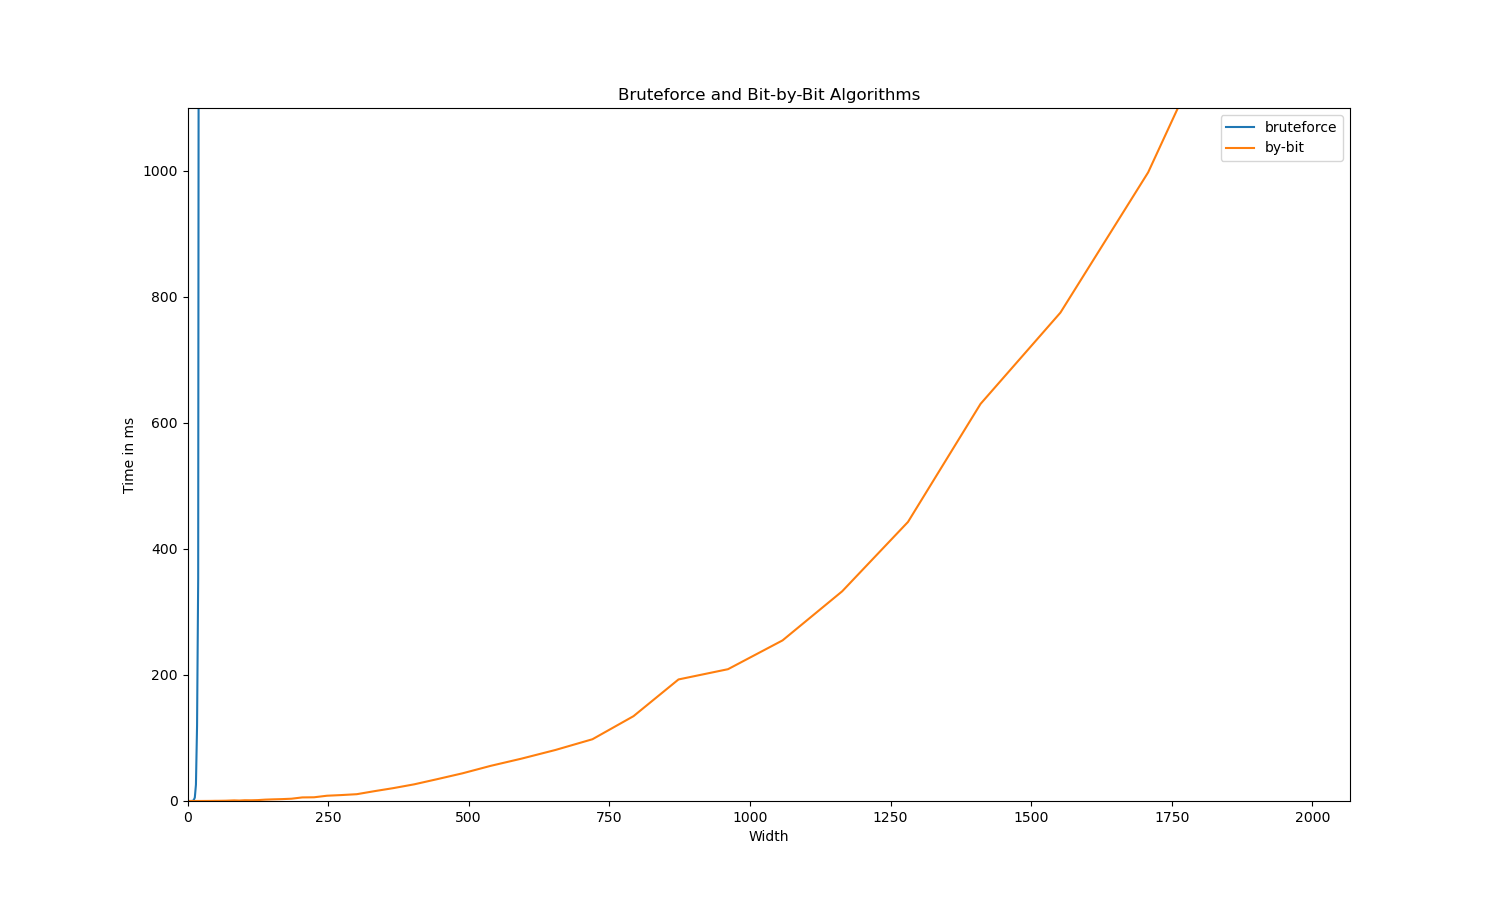 Bruteforce and Bit-by-Bit Algorithms
bruteforce
by-bit
1000
800
600
400
200
0
Time in ms
0 250 500 750 1000 1250 1500 1750 2000
Width